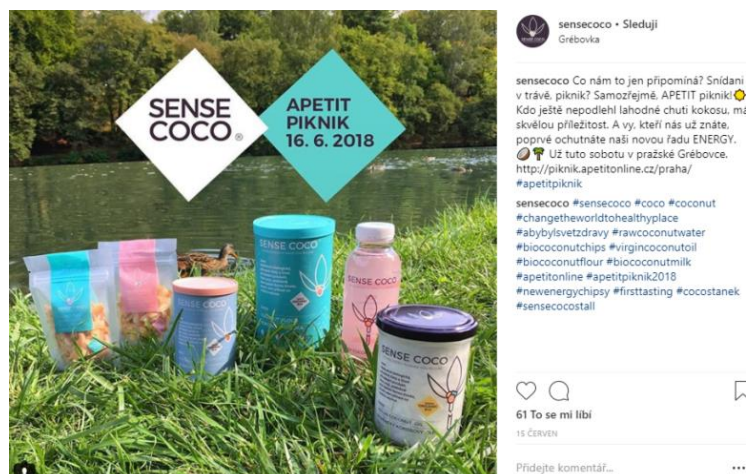 SENSE
COCO®
APETIT
PIKNIK
16. 6. 2018
SENSE COCO
SENSE COCO
SENSE COCO
sensecoco • Sleduji
Grébovka
sensecoco Co nám to jen připomíná? Snídani
v trávě, piknik? Samozřejmě, APETIT piknik!
Kdo ještě nepodlehl lahodné chuti kokosu, má
skvělou příležitost. A vy, kteří nás už znáte,
poprvé ochutnáte naši novou řadu ENERGY.
Už tuto sobotu v pražské Grébovce.
http://piknik.apetitonline.cz/praha/
#apetitpiknik
sensecoco #sensecoco #coco #coconut
#changetheworldtohealthyplace
#abybylsvetzdravy #rawcoconutwater
#biococonutchips #virgincoconutoil
#biococonutflour #biococonutmilk
#apetitonline #apetitpiknik2018
#newenergychipsy #firsttasting #cocostanek
#sensecocostall
61 To se mi líbí
15 ČERVEN
Přidejte komentář...